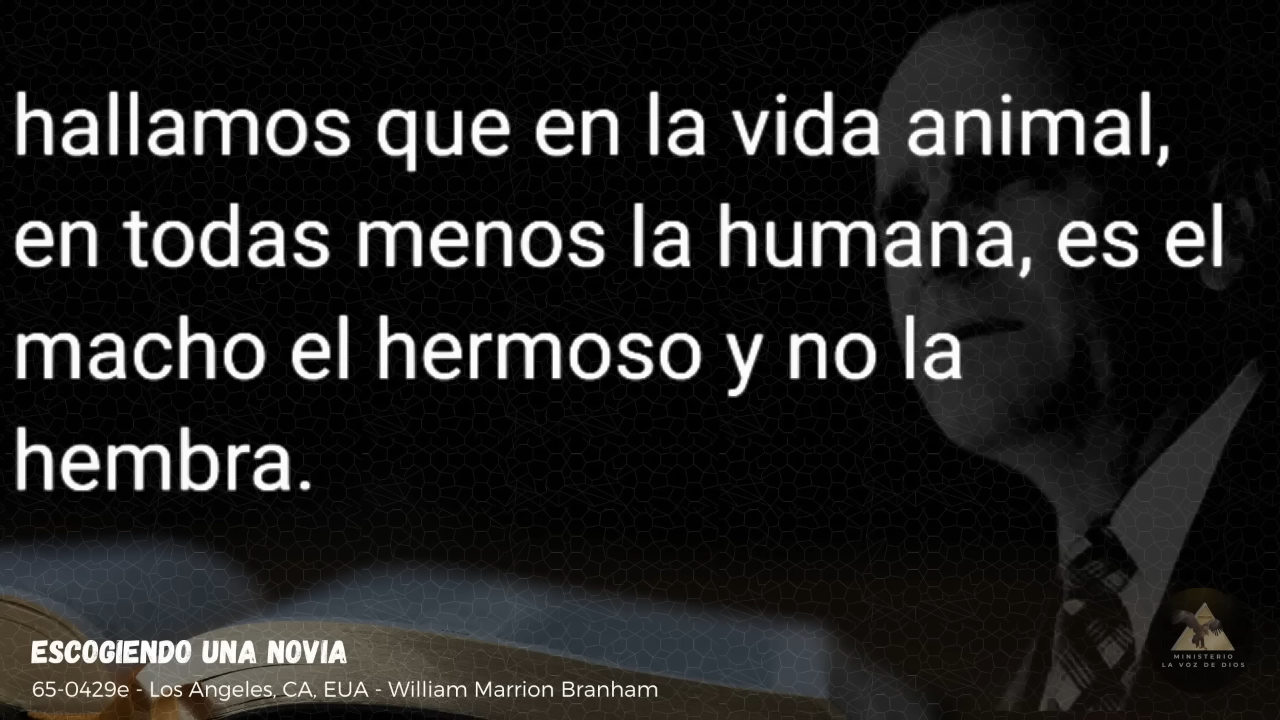 hallamos que en la vida animal,
en todas menos la humana, es el
macho el hermoso y no la
hembra.
ESCOGIENDO UNA NOVIA
65-0429e - Los Angeles, CA, EUA - William Marrion Branham
MINISTERIO
LA VOZ DE DIOS